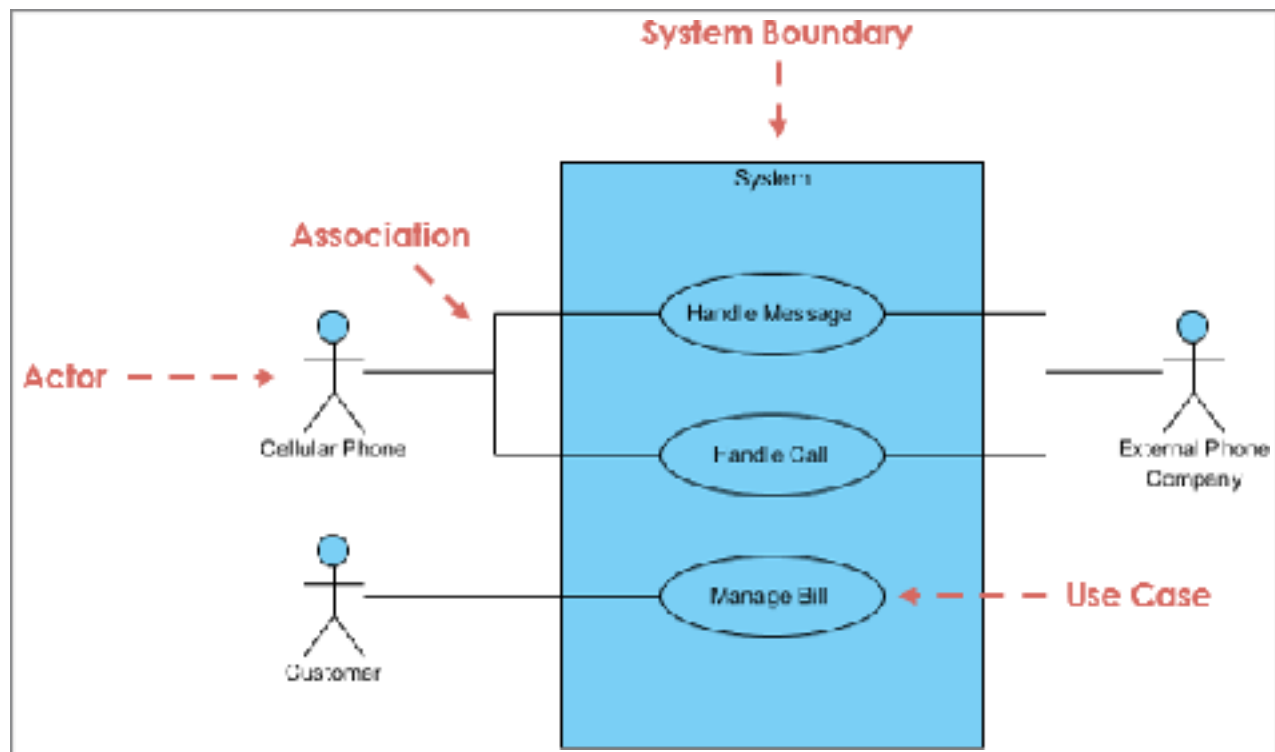 System Boundary
System
Association
Handle Message
Actor
Cellular Phone
Handle Call
External Phone
Company
Manage Bill
Use Case
Customer